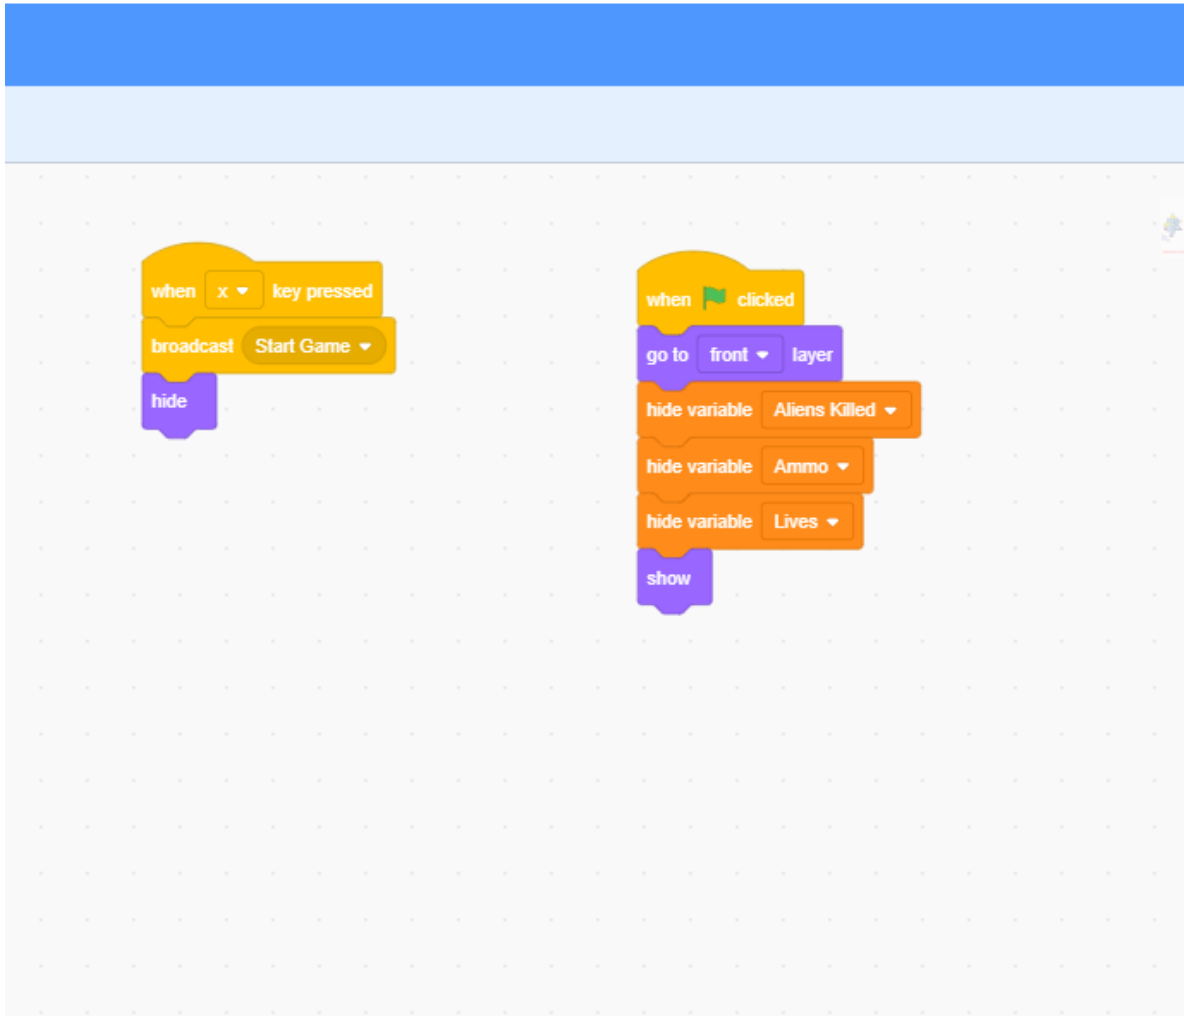 when x key pressed
broadcast Start Game
hide
when clicked
go to front layer
hide variable Aliens Killed
hide variable Ammo
hide variable Lives
show